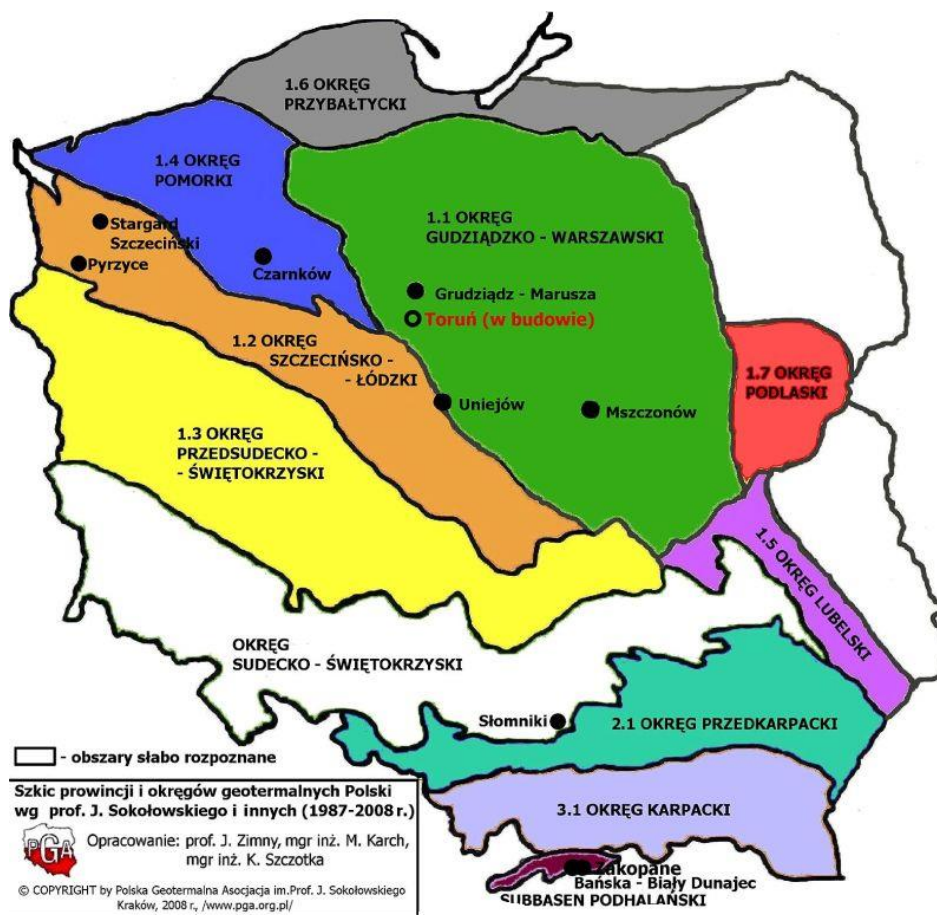 1.6 OKRĘG
PRZYBAŁTYCKI
1.4 OKRĘG
POMORKI
1.1 OKRĘG
GUDZIĄDZKO - WARSZAWSKI
Stargard
Szczeciński
Pyrzyce
Czarnków
Grudziądz - Marusza
Toruń (w budowie)
1.2 OKRĘG
SZCZECIŃSKO -
- ŁÓDZKI
1.7 OKRĘG
PODLASKI
Uniejów
Mszczonów
1.3 OKRĘG
PRZEDSUDECKO -
- ŚWIĘTOKRZYSKI
1.5 OKRĘG LUBELSKI
OKRĘG
SUDECKO - ŚWIĘTOKRZYSKI
Słomniki
2.1 OKRĘG PRZEDKARPACKI
- obszary słabo rozpoznane
3.1 OKRĘG KARPACKI
Zakopane
Bańska - Biały Dunajec
SUBBASEN PODHALAŃSKI
Szkic prowincji i okręgów geotermalnych Polski
wg prof. J. Sokołowskiego i innych (1987-2008 r.)
PGA
Opracowanie: prof. J. Zimny, mgr inż. M. Karch,
mgr inż. K. Szczotka
© COPYRIGHT by Polska Geotermalna Asocjacja im.Prof. J. Sokołowskiego
Kraków, 2008 r., /www.pga.org.pl/